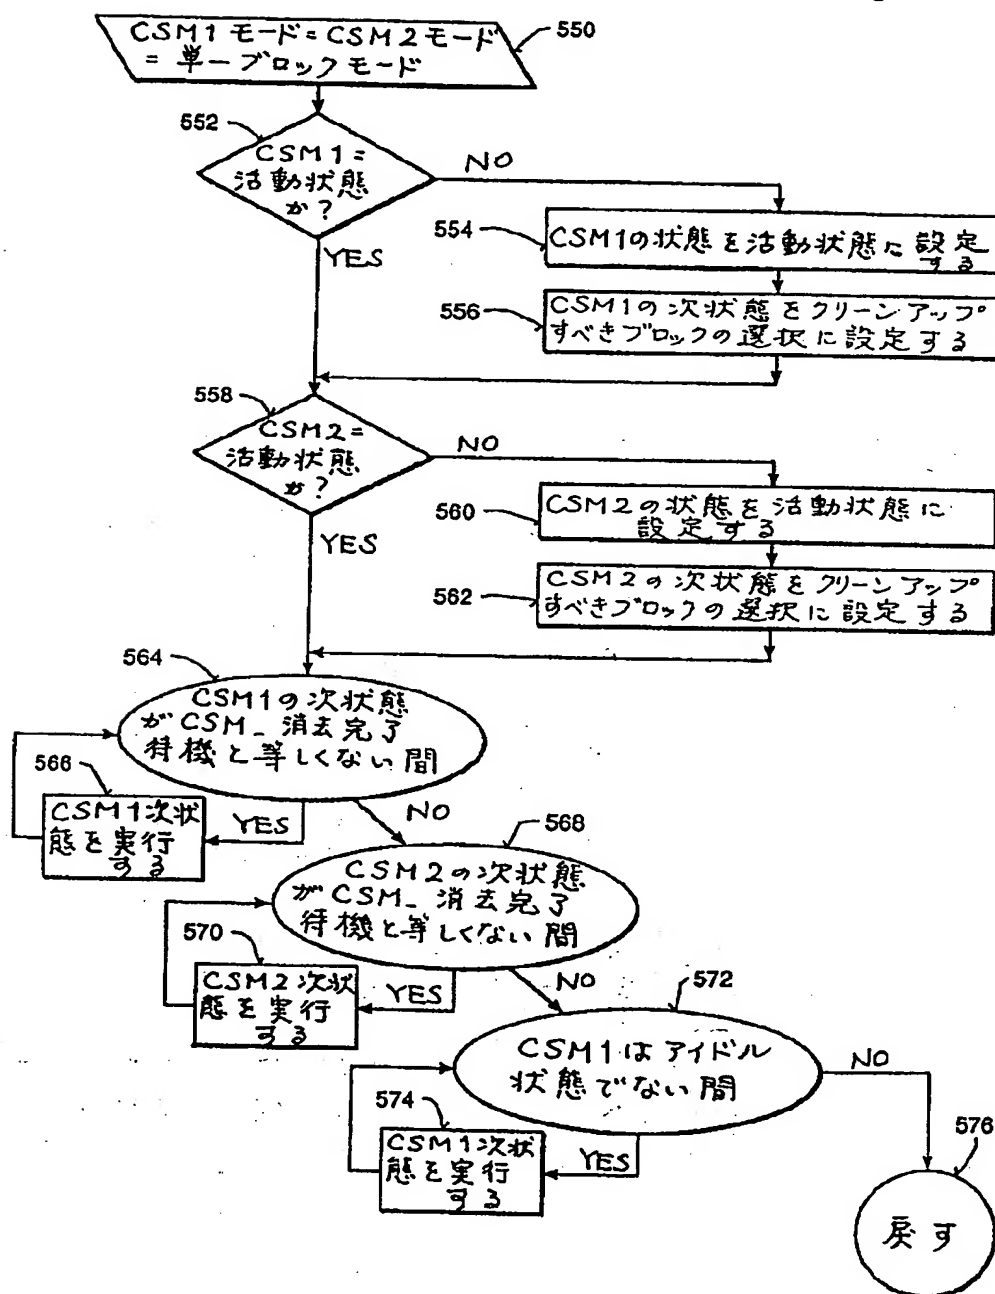 CSM1モード=CSM2モード
=単一ブロックモード
550
552
CSM1=
活動状態
か?
NO
YES
554
CSM1の状態を活動状態に設定
する
556
CSM1の次状態をクリーンアップ
すべきブロックの選択に設定する
558
CSM2=
活動状態
か?
NO
YES
560
CSM2の状態を活動状態に
設定する
562
CSM2の次状態をクリーンアップ
すべきブロックの選択に設定する
564
CSM1の次状態
がCSM_消去完了
待機と等しくない間
566
CSM1次状
態を実行
する
YES
NO
568
CSM2の次状態
がCSM_消去完了
待機と等しくない間
570
CSM2次状
態を実行
する
YES
NO
572
CSM1はアイドル
状態でない間
NO
574
CSM1次状
態を実行
する
YES
576
戻す